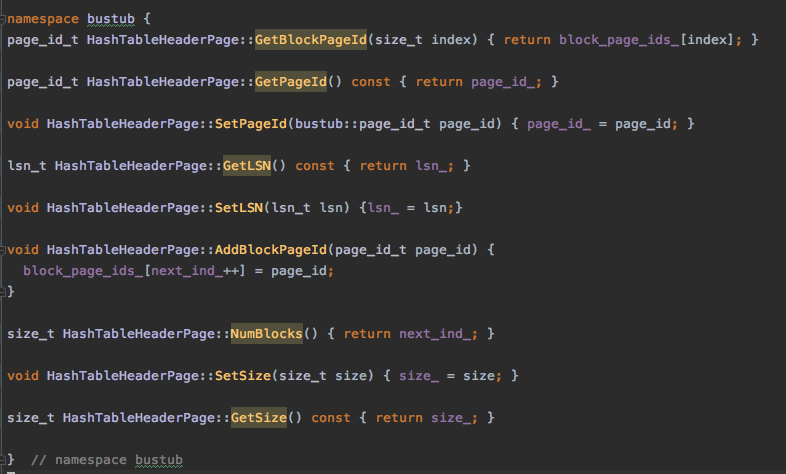 namespace bustub {
page_id_t HashTableHeaderPage::GetBlockPageId(size_t index) { return block_page_ids_[index]; }
page_id_t HashTableHeaderPage::GetPageId() const { return page_id_; }
void HashTableHeaderPage::SetPageId(bustub::page_id_t page_id) { page_id_ = page_id; }
lsn_t HashTableHeaderPage::GetLSN() const { return lsn_; }
void HashTableHeaderPage::SetLSN(lsn_t lsn) {lsn_ = lsn;}
void HashTableHeaderPage::AddBlockPageId(page_id_t page_id) {
  block_page_ids_[next_ind_++] = page_id;
}
size_t HashTableHeaderPage::NumBlocks() { return next_ind_; }
void HashTableHeaderPage::SetSize(size_t size) { size_ = size; }
size_t HashTableHeaderPage::GetSize() const { return size_; }
}  // namespace bustub